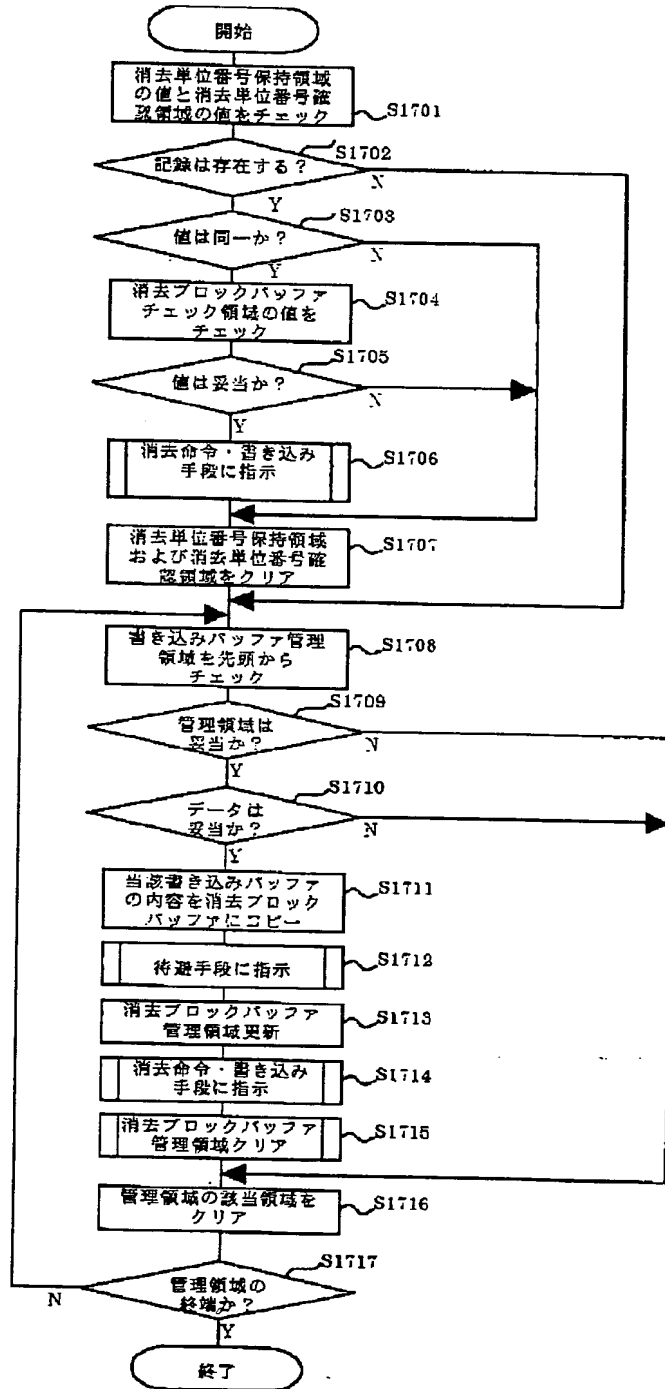 開始
消去単位番号保持領域
の値と消去単位番号確
認領域の値をチェック
S1701
記録は存在する？
S1702
N
Y
値は同一か？
S1703
N
Y
消去ブロックバッファ
チェック領域の値を
チェック
S1704
値は妥当か？
S1705
N
Y
消去命令・書き込み
手段に指示
S1706
消去単位番号保持領域
および消去単位番号確
認領域をクリア
S1707
書き込みバッファ管理
領域を先頭から
チェック
S1708
管理領域は
妥当か？
S1709
N
Y
データは
妥当か？
S1710
N
Y
当該書き込みバッファ
の内容を消去ブロック
バッファにコピー
S1711
待避手段に指示
S1712
消去ブロックバッファ
管理領域更新
S1713
消去命令・書き込み
手段に指示
S1714
消去ブロックバッファ
管理領域クリア
S1715
管理領域の該当領域を
クリア
S1716
管理領域の
終端か？
S1717
N
Y
終了